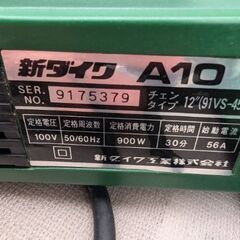 新ダイワ A10
SER. NO. 9175379
チェンタイプ 12"(91VS-45
定格電圧 定格周波数 定格消費電力 定格時間 始動電流
100V 50/60Hz 900W 30分 56A
新ダイワ工業株式会社